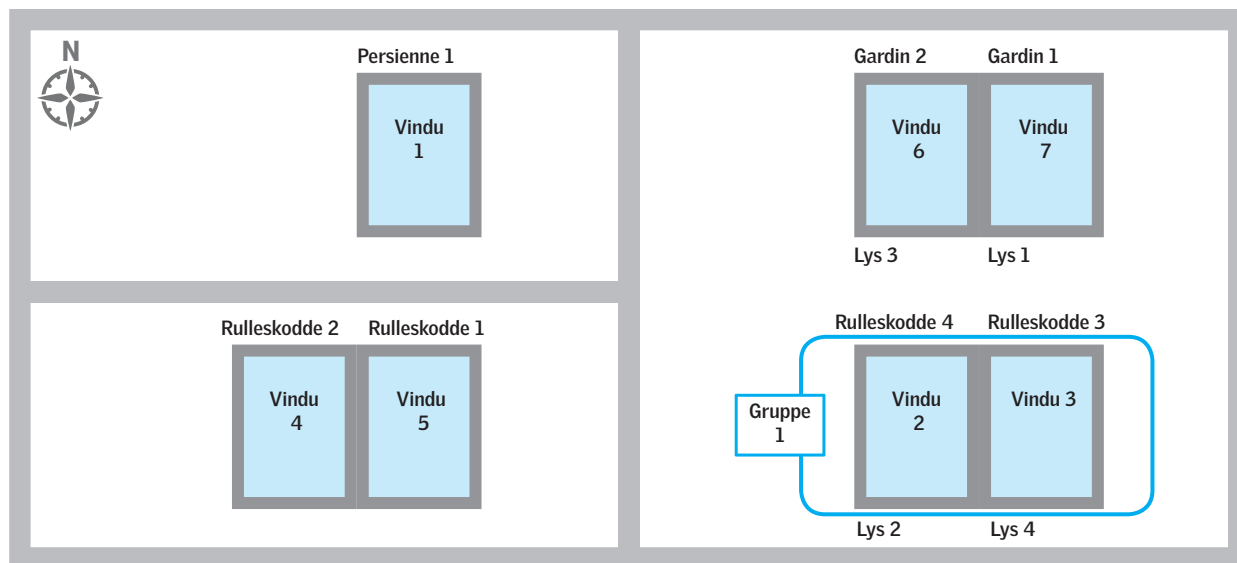 N
Persienne 1
Vindu
1
Gardin 2
Gardin 1
Vindu
6
Vindu
7
Lys 3
Lys 1
Rulleskodde 2
Rulleskodde 1
Vindu
4
Vindu
5
Rulleskodde 4
Rulleskodde 3
Gruppe
1
Vindu
2
Vindu 3
Lys 2
Lys 4